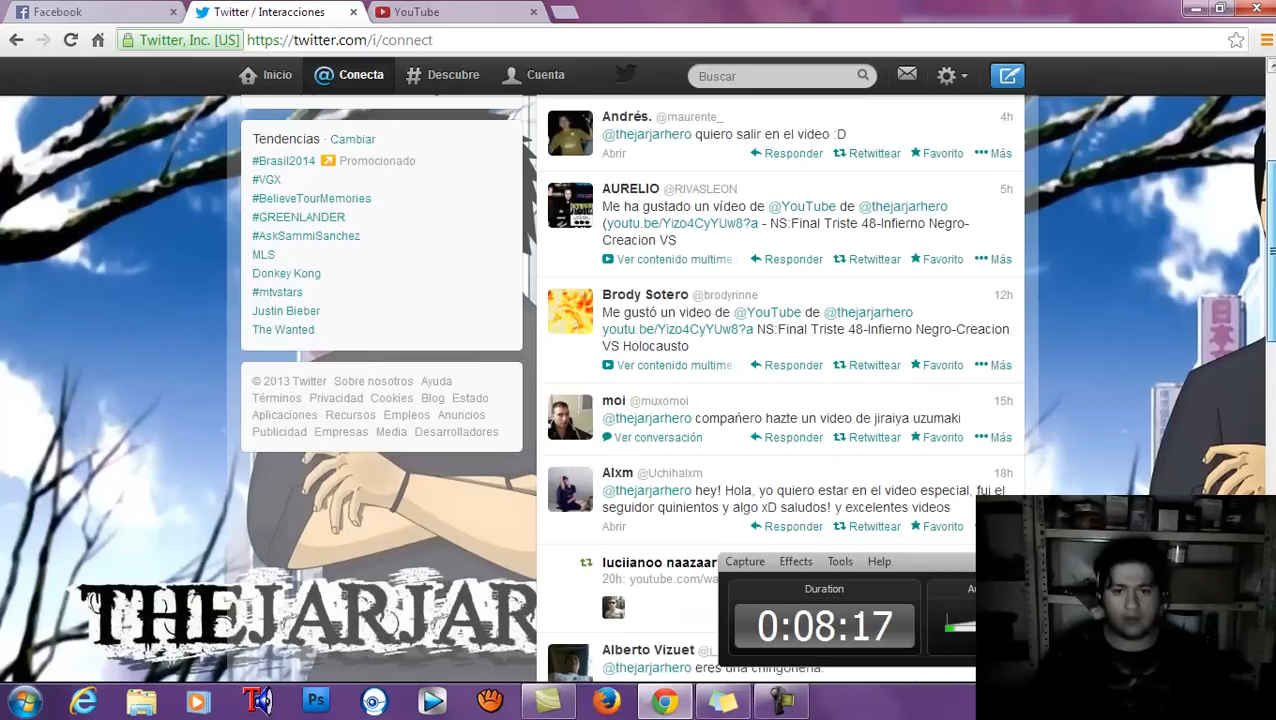 Facebook
Twitter / Interacciones
YouTube
Twitter, Inc. [US]
https://twitter.com/i/connect
Inicio
Conecta
Descubre
Cuenta
Buscar
Tendencias · Cambiar
#Brasil2014 Promocionado
#VGX
#BelieveTourMemories
#GREENLANDER
#AskSammiSanchez
MLS
Donkey Kong
#mtvstars
Justin Bieber
The Wanted
© 2013 Twitter Sobre nosotros Ayuda
Términos Privacidad Cookies Blog Estado
Aplicaciones Recursos Empleos Anuncios
Publicidad Empresas Media Desarrolladores
Andrés. @maurente_ 4h
@thejarjarhero quiero salir en el video :D
Abrir Responder Retwittear Favorito Más
AURELIO @RIVASLEON 5h
Me ha gustado un vídeo de @YouTube de @thejarjarhero
(youtu.be/Yizo4CyYUw8?a - NS:Final Triste 48-Infierno Negro-
Creacion VS
Ver contenido multime Responder Retwittear Favorito Más
Brody Sotero @brodyrinne 12h
Me gustó un video de @YouTube de @thejarjarhero
youtu.be/Yizo4CyYUw8?a NS:Final Triste 48-Infierno Negro-Creacion
VS Holocausto
Ver contenido multime Responder Retwittear Favorito Más
moi @muxomoi 15h
@thejarjarhero compañero hazte un video de jiraiya uzumaki
Ver conversación Responder Retwittear Favorito Más
Alxm @Uchihalxm 18h
@thejarjarhero hey! Hola, yo quiero estar en el video especial, fui el
seguidor quinientos y algo xD saludos! y excelentes videos
Abrir Responder Retwittear Favorito Más
luciianoo naazaar
20h: youtube.com/wa
Alberto Vizuet @j_
@thejarjarhero eres una chingoneria.
THEJARJAR
Capture Effects Tools Help
Duration
0:08:17
Ps